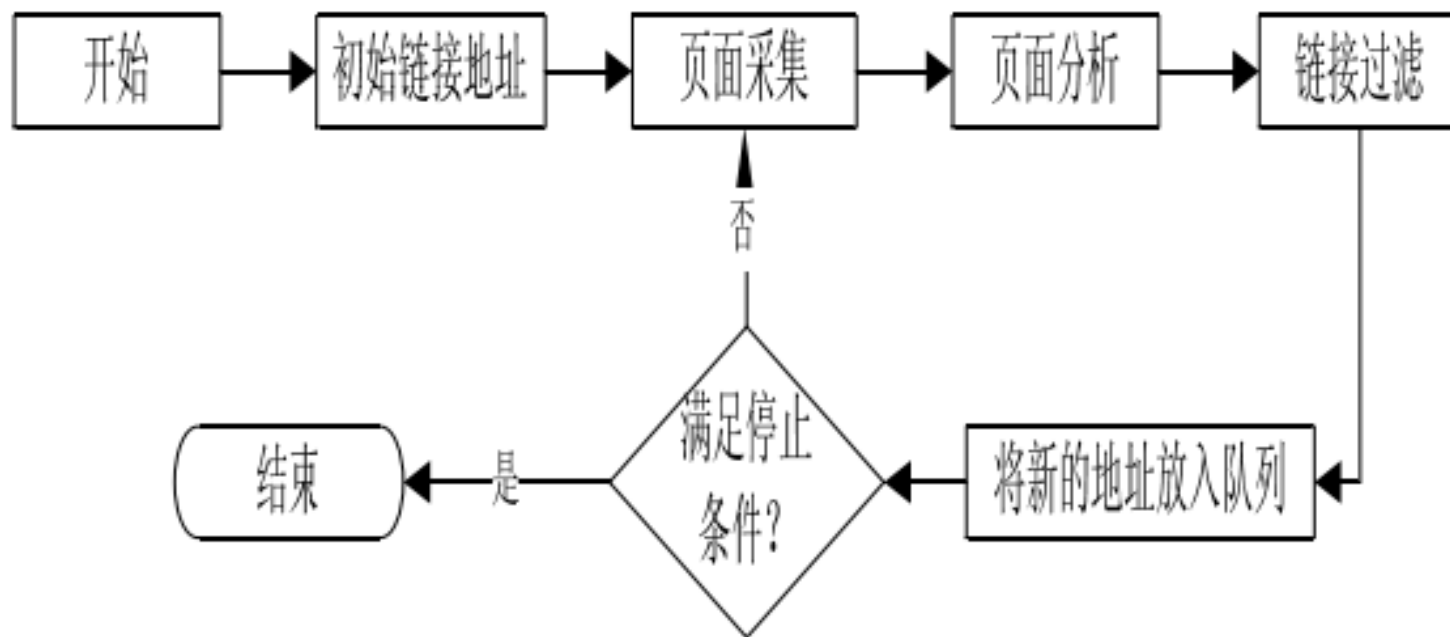 开始
初始链接地址
页面采集
页面分析
链接过滤
否
满足停止
条件?
是
结束
将新的地址放入队列